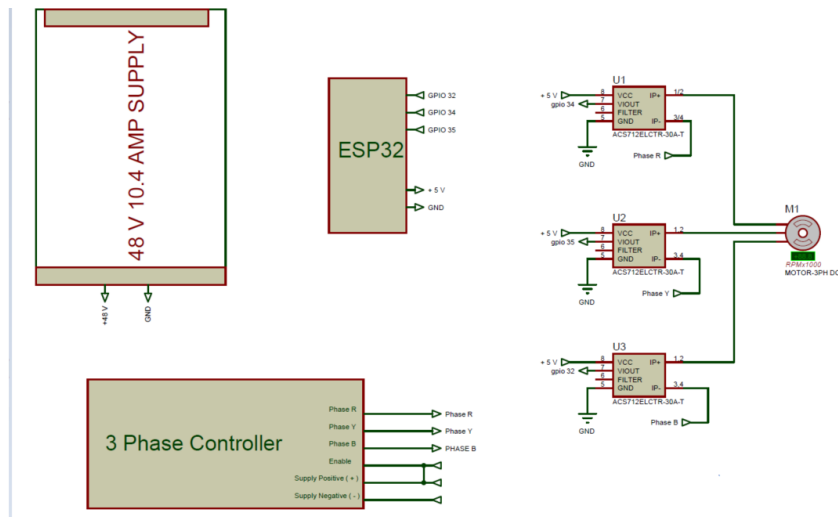 48 V 10.4 AMP SUPPLY
+48 V
GND
ESP32
GPIO 32
GPIO 34
GPIO 35
+ 5 V
GND
3 Phase Controller
Phase R
Phase Y
Phase B
Enable
Supply Positive ( + )
Supply Negative ( - )
Phase R
Phase Y
PHASE B
U1
+ 5 V
gpio 34
8
7
6
5
VCC
VIOUT
FILTER
GND
IP+
IP-
1/2
3/4
ACS712ELCTR-30A-T
GND
Phase R
U2
+ 5 V
gpio 35
8
7
6
5
VCC
VIOUT
FILTER
GND
IP+
IP-
1,2
3,4
ACS712ELCTR-30A-T
GND
Phase Y
U3
+ 5 V
gpio 32
8
7
6
5
VCC
VIOUT
FILTER
GND
IP+
IP-
1,2
3,4
ACS712ELCTR-30A-T
GND
Phase B
M1
RPMx1000
MOTOR-3PH DC